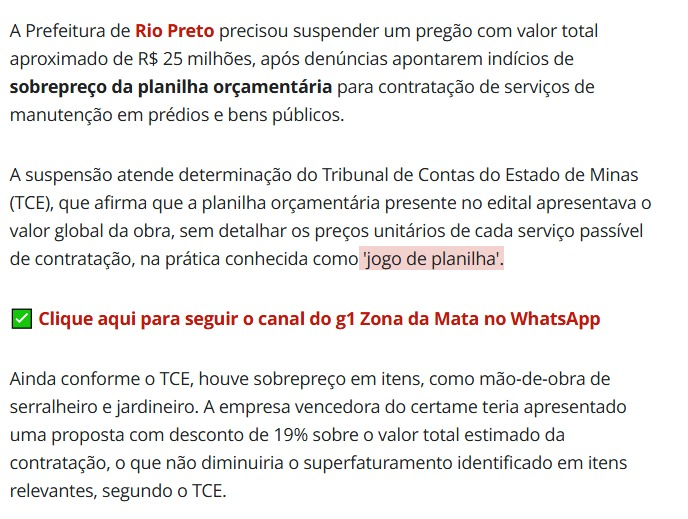 A Prefeitura de Rio Preto precisou suspender um pregão com valor total
aproximado de R$ 25 milhões, após denúncias apontarem indícios de
sobrepreço da planilha orçamentária para contratação de serviços de
manutenção em prédios e bens públicos.
A suspensão atende determinação do Tribunal de Contas do Estado de Minas
(TCE), que afirma que a planilha orçamentária presente no edital apresentava o
valor global da obra, sem detalhar os preços unitários de cada serviço passível
de contratação, na prática conhecida como 'jogo de planilha'.
✅ Clique aqui para seguir o canal do g1 Zona da Mata no WhatsApp
Ainda conforme o TCE, houve sobrepreço em itens, como mão-de-obra de
serralheiro e jardineiro. A empresa vencedora do certame teria apresentado
uma proposta com desconto de 19% sobre o valor total estimado da
contratação, o que não diminuiria o superfaturamento identificado em itens
relevantes, segundo o TCE.